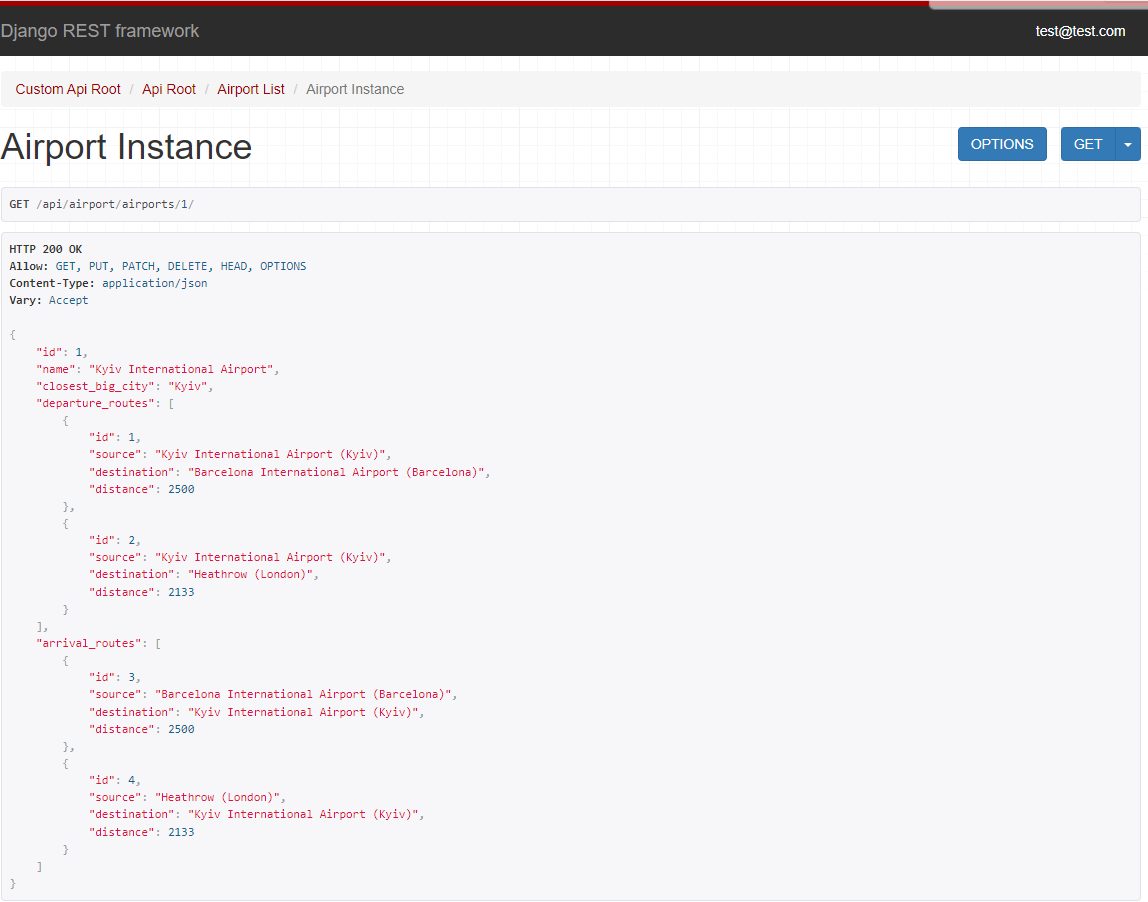 Django REST framework
test@test.com
Custom Api Root / Api Root / Airport List / Airport Instance
Airport Instance
OPTIONS
GET
GET /api/airport/airports/1/
HTTP 200 OK
Allow: GET, PUT, PATCH, DELETE, HEAD, OPTIONS
Content-Type: application/json
Vary: Accept
{
    "id": 1,
    "name": "Kyiv International Airport",
    "closest_big_city": "Kyiv",
    "departure_routes": [
        {
            "id": 1,
            "source": "Kyiv International Airport (Kyiv)",
            "destination": "Barcelona International Airport (Barcelona)",
            "distance": 2500
        },
        {
            "id": 2,
            "source": "Kyiv International Airport (Kyiv)",
            "destination": "Heathrow (London)",
            "distance": 2133
        }
    ],
    "arrival_routes": [
        {
            "id": 3,
            "source": "Barcelona International Airport (Barcelona)",
            "destination": "Kyiv International Airport (Kyiv)",
            "distance": 2500
        },
        {
            "id": 4,
            "source": "Heathrow (London)",
            "destination": "Kyiv International Airport (Kyiv)",
            "distance": 2133
        }
    ]
}